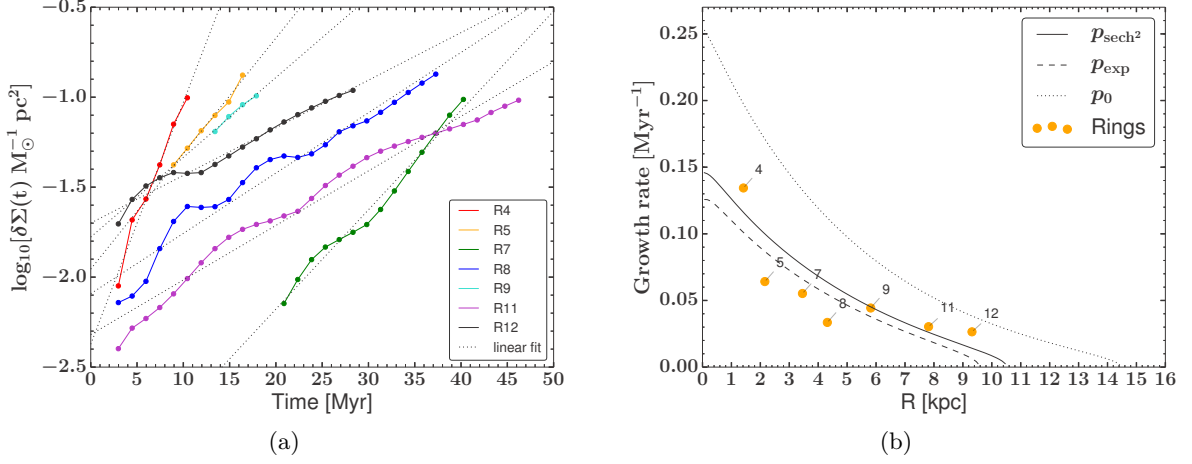 −0.5
−1.0
−1.5
−2.0
−2.5
log₁₀[δΣ(t) M⊙⁻¹ pc²]
0 5 10 15 20 25 30 35 40 45 50
Time [Myr]
R4
R5
R7
R8
R9
R11
R12
linear fit
(a)
0.25
0.20
0.15
0.10
0.05
0.00
Growth rate [Myr⁻¹]
p_sech²
p_exp
p₀
Rings
4
5
7
8
9
11
12
0 1 2 3 4 5 6 7 8 9 10 11 12 13 14 15 16
R [kpc]
(b)